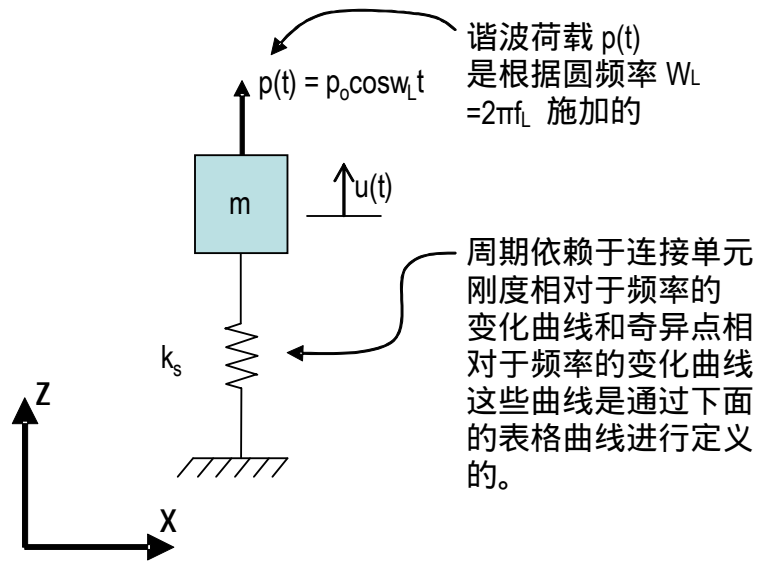 谐波荷载 p(t)
是根据圆频率 WL
=2πfL 施加的
p(t) = pocoswLt
m
u(t)
周期依赖于连接单元
刚度相对于频率的
变化曲线和奇异点相
对于频率的变化曲线
这些曲线是通过下面
的表格曲线进行定义
的。
ks
Z
X